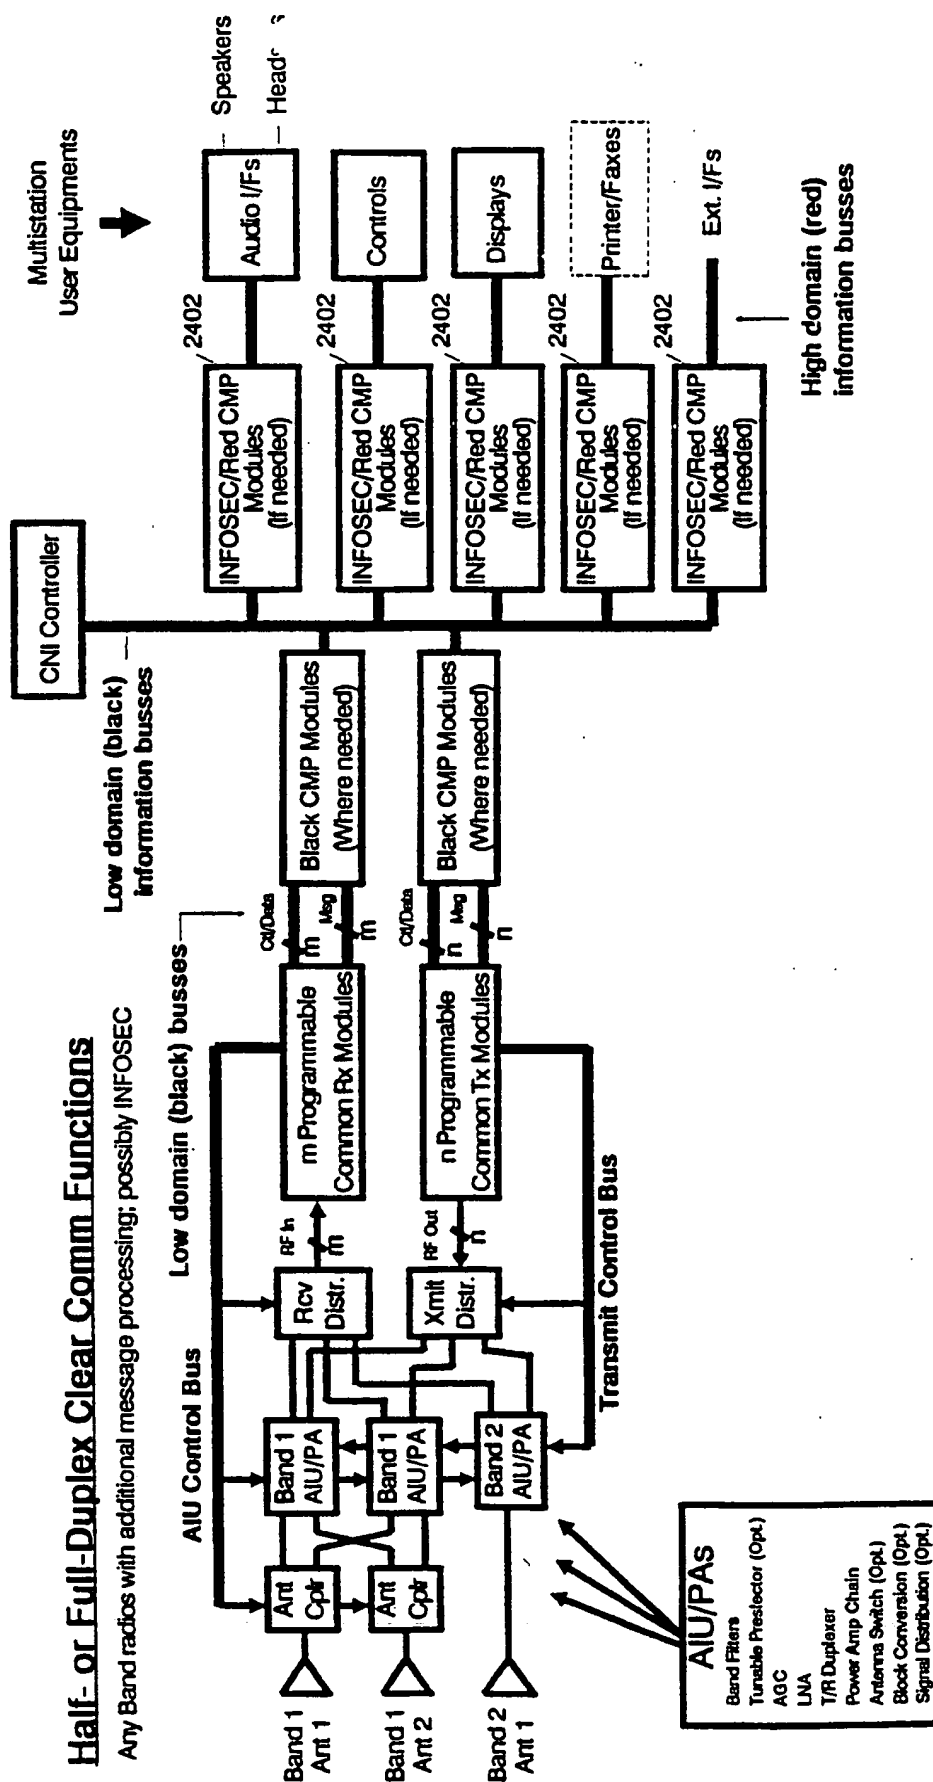 Half- or Full-Duplex Clear Comm Functions
Any Band radios with additional message processing; possibly INFOSEC
Multistation
User Equipments
CNI Controller
Low domain (black)
information busses
Low domain (black) busses
AIU Control Bus
Band 1
Ant 1
Band 1
Ant 2
Band 2
Ant 1
Ant
Cplr
Ant
Cplr
Band 1
AIU/PA
Band 1
AIU/PA
Band 2
AIU/PA
Rcv
Distr.
Xmit
Distr.
RF In
m
RF Out
n
m Programmable
Common Rx Modules
n Programmable
Common Tx Modules
Ctl/Data
m
Msg
m
Ctl/Data
n
Msg
n
Black CMP Modules
(Where needed)
Black CMP Modules
(Where needed)
Transmit Control Bus
INFOSEC/Red CMP
Modules
(If needed)
2402
Audio I/Fs
Speakers
INFOSEC/Red CMP
Modules
(If needed)
2402
Controls
INFOSEC/Red CMP
Modules
(If needed)
2402
Displays
INFOSEC/Red CMP
Modules
(If needed)
2402
Printer/Faxes
INFOSEC/Red CMP
Modules
(If needed)
2402
Ext. I/Fs
High domain (red)
information busses
AIU/PAs
Band Filters
Tunable Preslector (Opt.)
AGC
LNA
T/R Duplexer
Power Amp Chain
Antenna Switch (Opt.)
Block Conversion (Opt.)
Signal Distribution (Opt.)